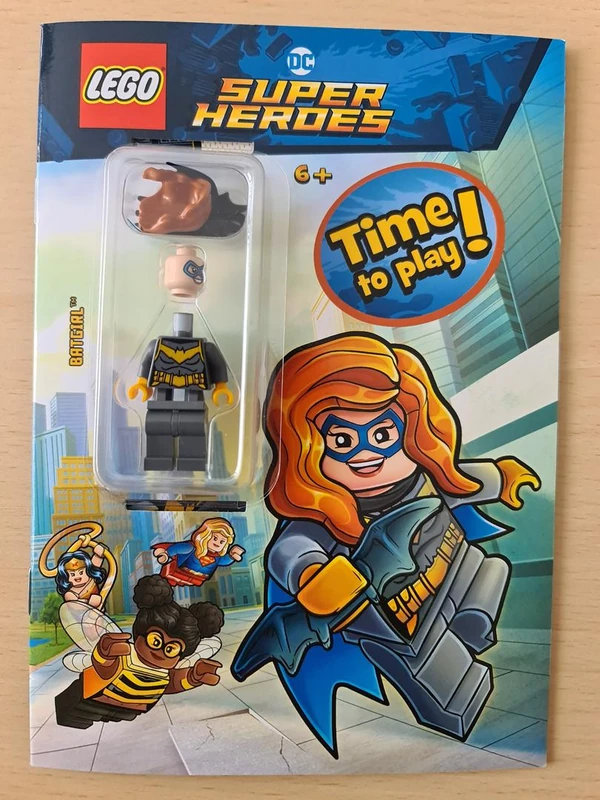 LEGO
DC
SUPER
HEROES
6+
Time
to play!
BATGIRL™